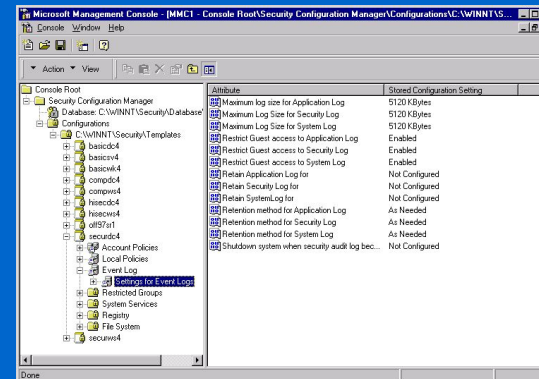 Microsoft Management Console - [MMC1 - Console Root\Security Configuration Manager\Configurations\C:\WINNT\S...
Console Window Help
Action View
Console Root
Security Configuration Manager
Database: C:\WINNT\Security\Database\
Configurations
C:\WINNT\Security\Templates
basicdc4
basicsv4
basicwk4
compdc4
compws4
hisecdc4
hisecws4
off97sr1
securdc4
Account Policies
Local Policies
Event Log
Settings for Event Logs
Restricted Groups
System Services
Registry
File System
securws4
Attribute Stored Configuration Setting
Maximum log size for Application Log 5120 KBytes
Maximum Log Size for Security Log 5120 KBytes
Maximum Log Size for System Log 5120 KBytes
Restrict Guest access to Application Log Enabled
Restrict Guest access to Security Log Enabled
Restrict Guest access to System Log Enabled
Retain Application Log for Not Configured
Retain Security Log for Not Configured
Retain SystemLog for Not Configured
Retention method for Application Log As Needed
Retention method for Security Log As Needed
Retention method for System Log As Needed
Shutdown system when security audit log bec... Not Configured
Done